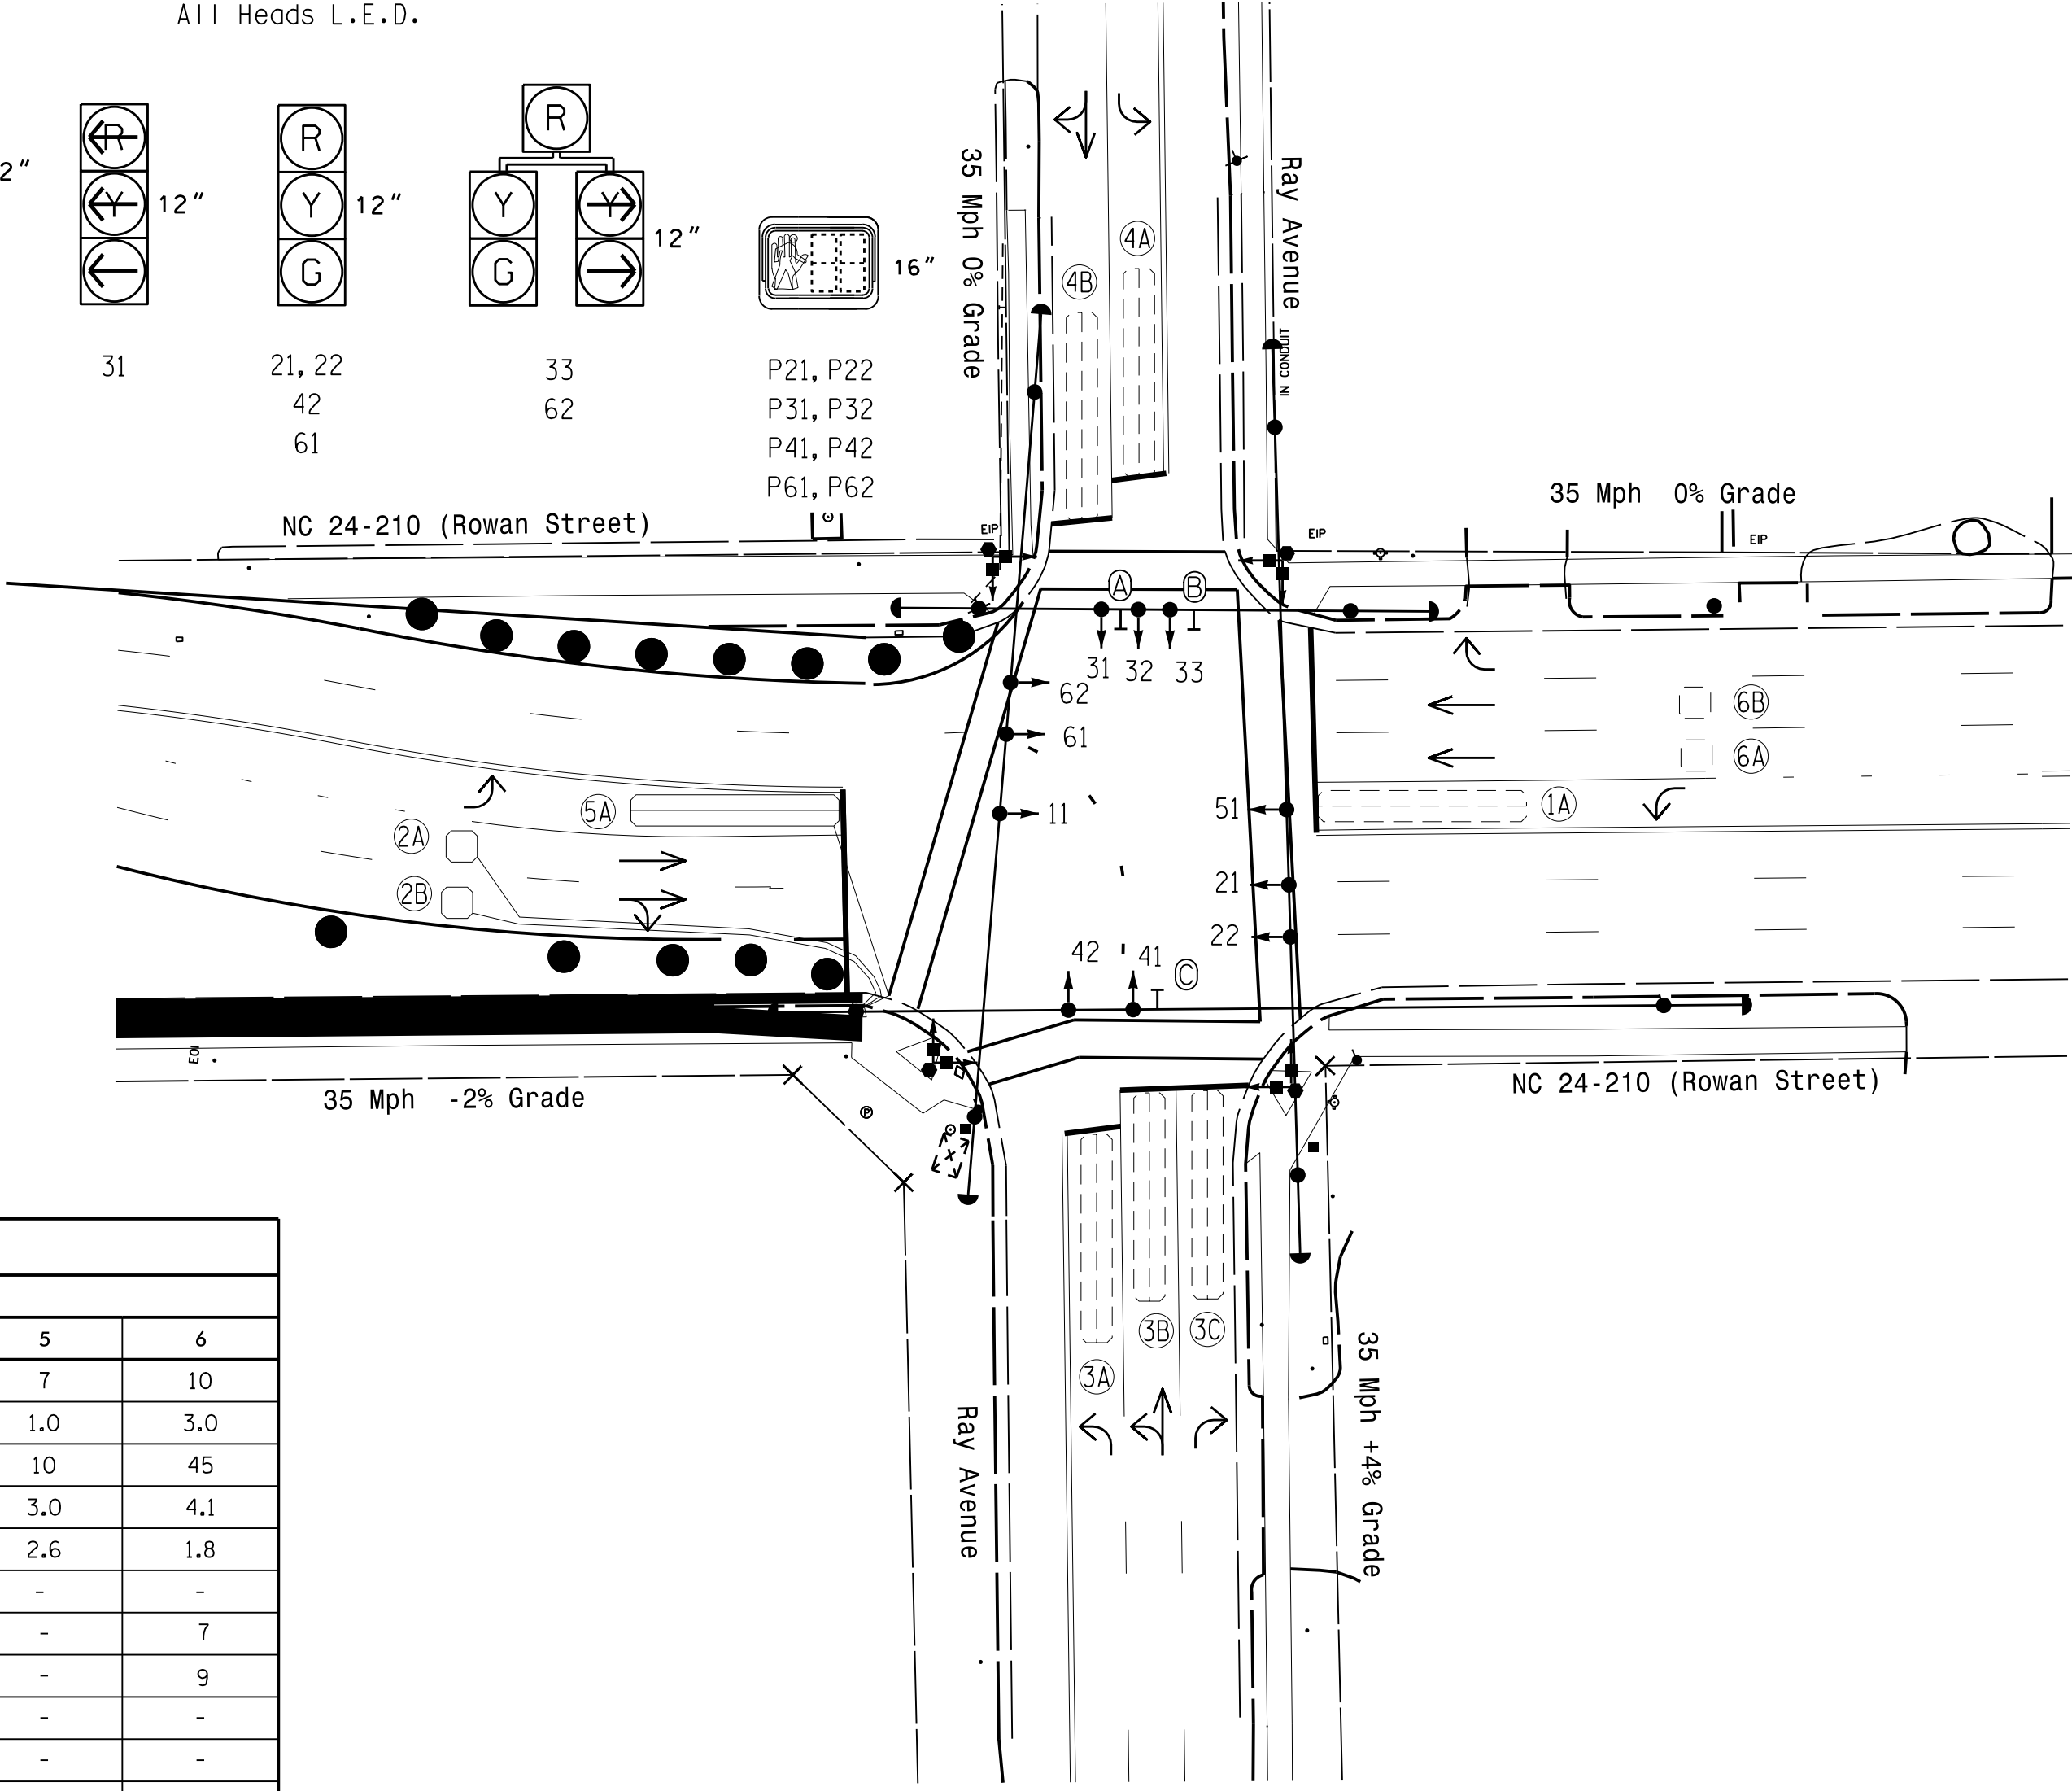 All Heads L.E.D.
2"
R
Y
12"
R
Y
G
12"
R
Y
Y
G
12"
16"
31
21, 22
42
61
33
62
P21, P22
P31, P32
P41, P42
P61, P62
35 Mph 0% Grade
Ray Avenue
IN CONDUIT
4A
4B
NC 24-210 (Rowan Street)
35 Mph 0% Grade
EIP
EIP
EIP
A
B
31
32
33
62
61
11
51
21
22
42
41
C
6B
6A
1A
5A
2A
2B
EOI
35 Mph -2% Grade
P
NC 24-210 (Rowan Street)
3A
3B
3C
Ray Avenue
35 Mph +4% Grade
5 6
7 10
1.0 3.0
10 45
3.0 4.1
2.6 1.8
- -
- 7
- 9
- -
- -